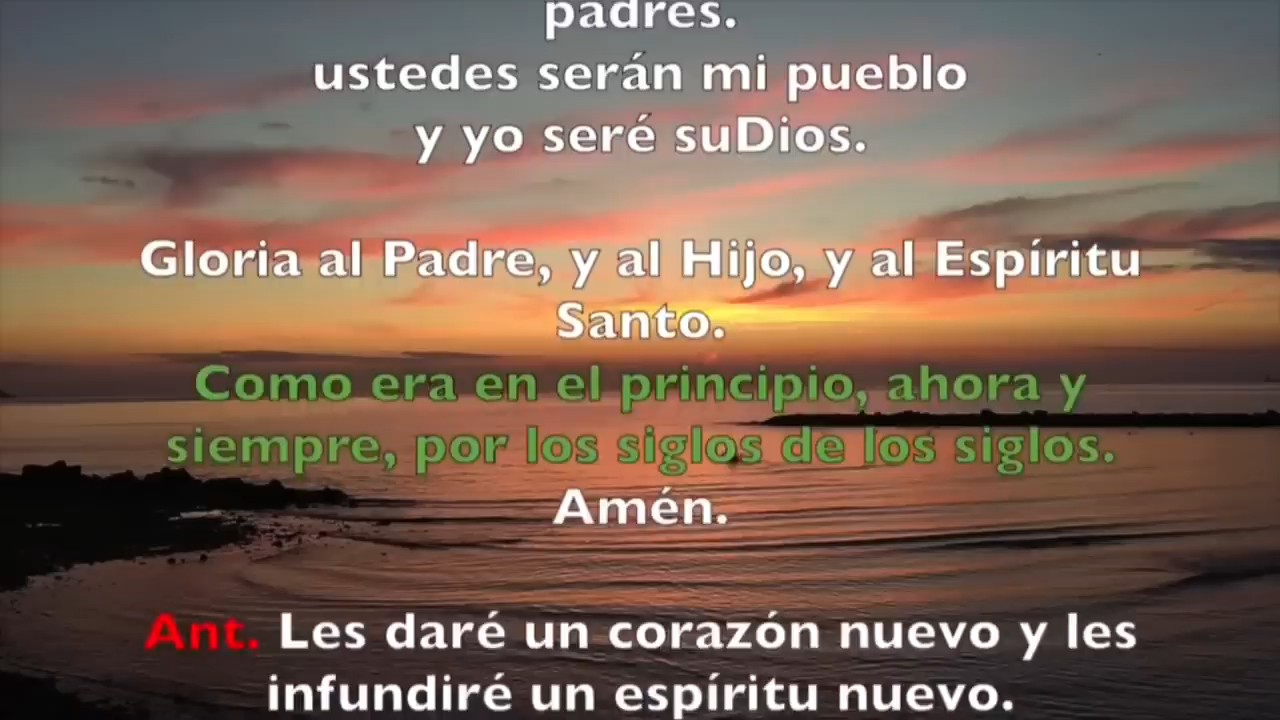 padres.
ustedes serán mi pueblo
y yo seré suDios.
Gloria al Padre, y al Hijo, y al Espíritu
Santo.
Como era en el principio, ahora y
siempre, por los siglos de los siglos.
Amén.
Ant. Les daré un corazón nuevo y les
infundiré un espíritu nuevo.